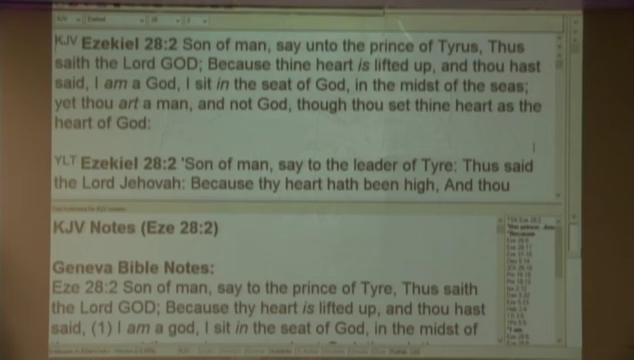 KJV Ezekiel 28:2 Son of man, say unto the prince of Tyrus, Thus
saith the Lord GOD; Because thine heart is lifted up, and thou hast
said, I am a God, I sit in the seat of God, in the midst of the seas;
yet thou art a man, and not God, though thou set thine heart as the
heart of God:
YLT Ezekiel 28:2 'Son of man, say to the leader of Tyre: Thus said
the Lord Jehovah: Because thy heart hath been high, And thou
KJV Notes (Eze 28:2)
Geneva Bible Notes:
Eze 28:2 Son of man, say to the prince of Tyre, Thus saith
the Lord GOD; Because thy heart is lifted up, and thou hast
said, (1) I am a god, I sit in the seat of God, in the midst of